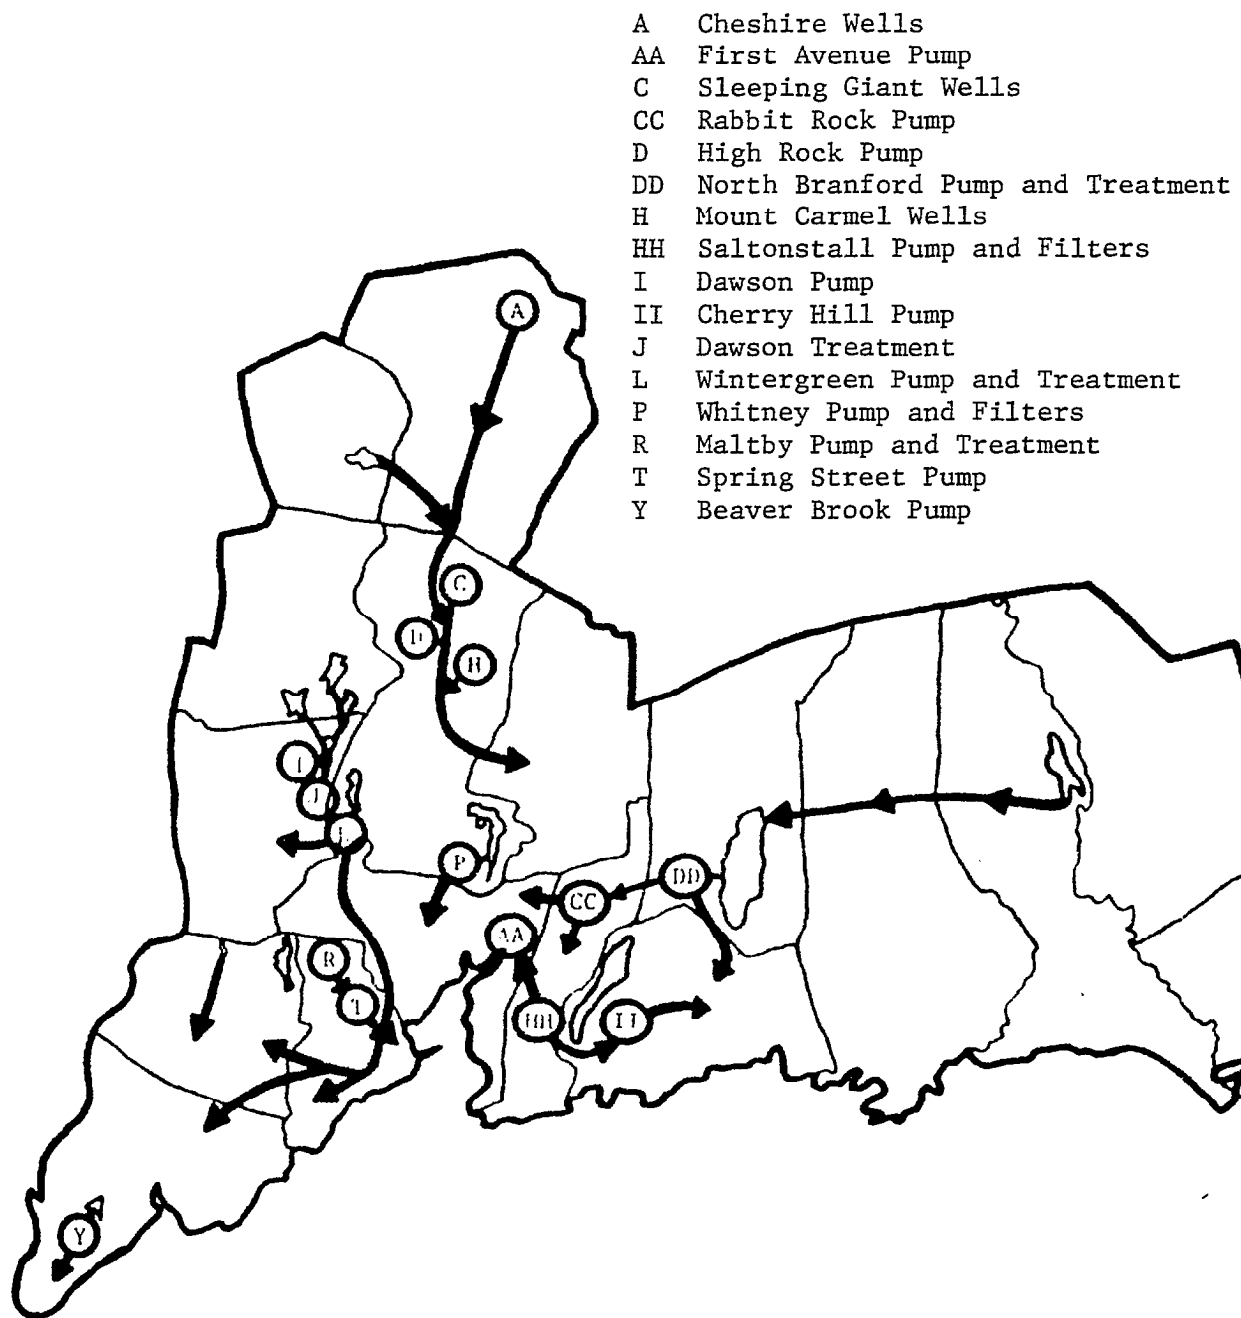 A Cheshire Wells
AA First Avenue Pump
C Sleeping Giant Wells
CC Rabbit Rock Pump
D High Rock Pump
DD North Branford Pump and Treatment
H Mount Carmel Wells
HH Saltonstall Pump and Filters
I Dawson Pump
II Cherry Hill Pump
J Dawson Treatment
L Wintergreen Pump and Treatment
P Whitney Pump and Filters
R Maltby Pump and Treatment
T Spring Street Pump
Y Beaver Brook Pump
A
C
D
H
I
J
L
P
DD
CC
AA
R
T
HH
II
Y